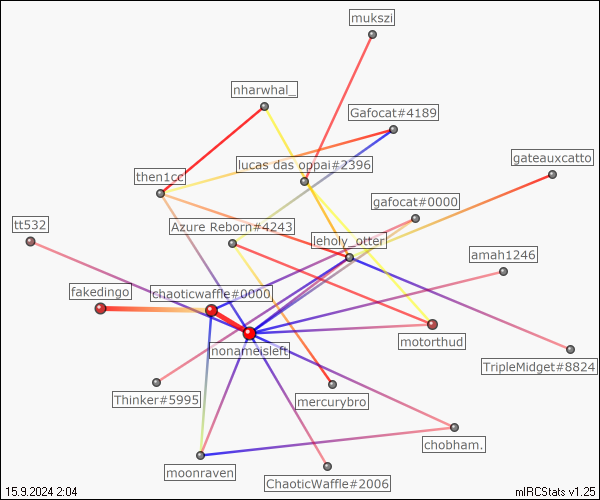 mukszi
nharwhal_
Gafocat#4189
lucas das oppai#2396
gateauxcatto
then1cc
gafocat#0000
tt532
Azure Reborn#4243
leholy_otter
amah1246
fakedingo
chaoticwaffle#0000
motorthud
nonameisleft
TripleMidget#8824
Thinker#5995
mercurybro
chobham.
moonraven
ChaoticWaffle#2006
15.9.2024 2:04
mIRCStats v1.25